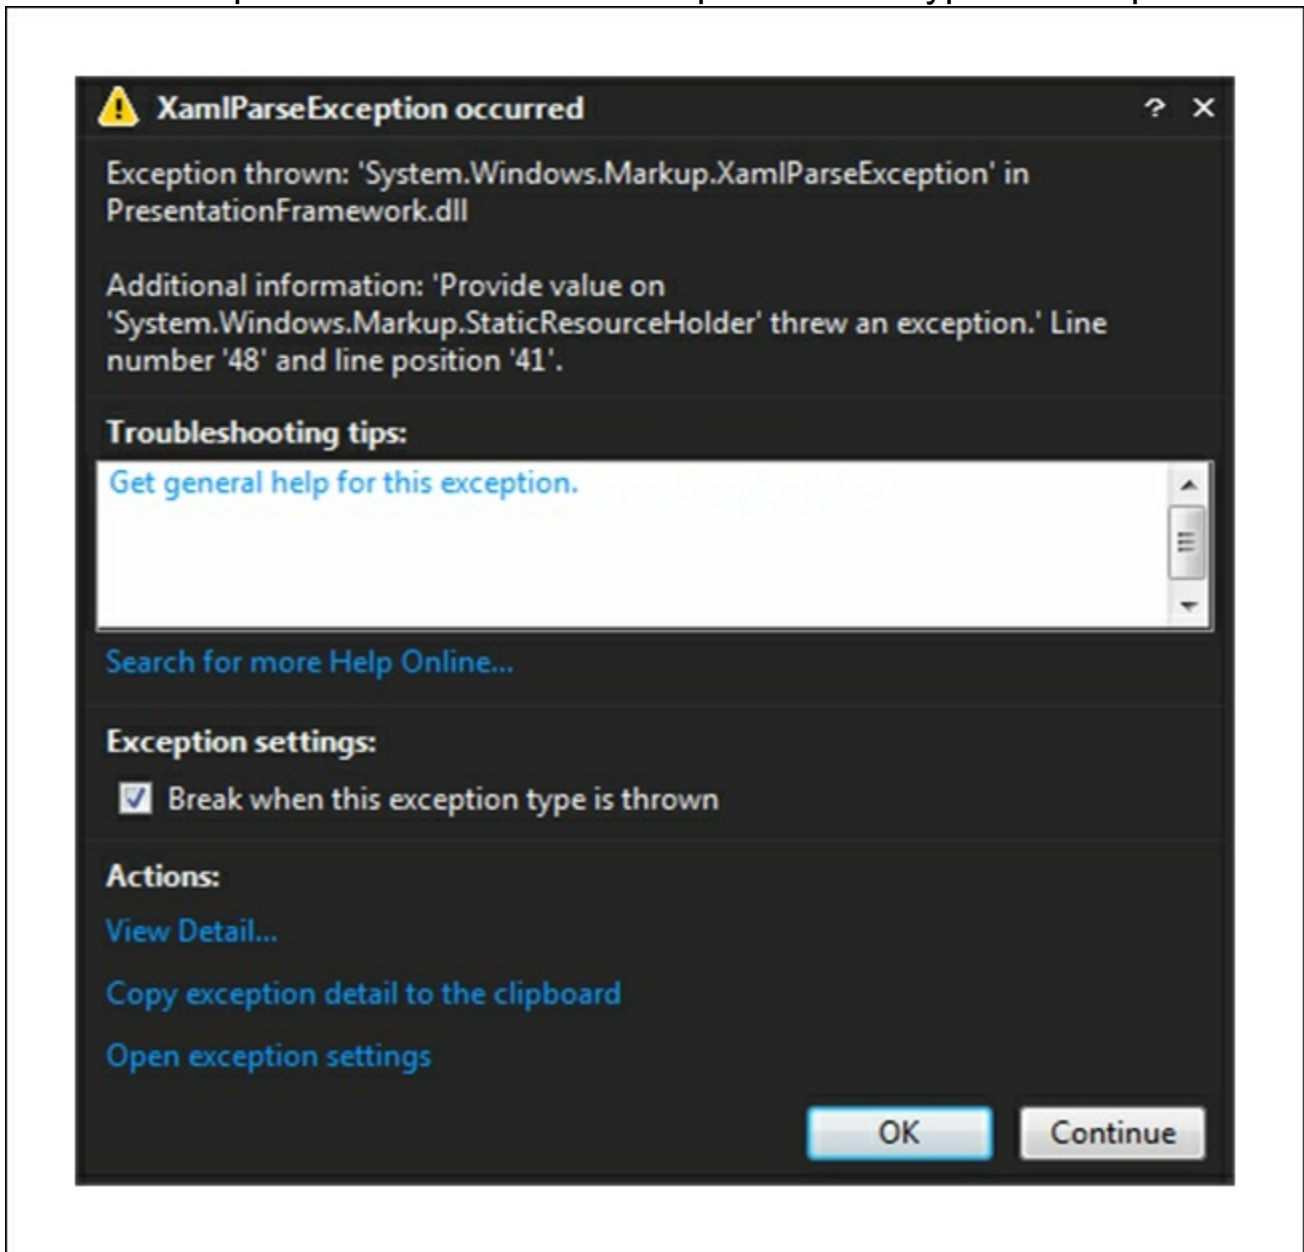 XamlParseException occurred ? ×
Exception thrown: 'System.Windows.Markup.XamlParseException' in
PresentationFramework.dll
Additional information: 'Provide value on
'System.Windows.Markup.StaticResourceHolder' threw an exception.' Line
number '48' and line position '41'.
Troubleshooting tips:
Get general help for this exception.
Search for more Help Online...
Exception settings:
Break when this exception type is thrown
Actions:
View Detail...
Copy exception detail to the clipboard
Open exception settings
OK Continue